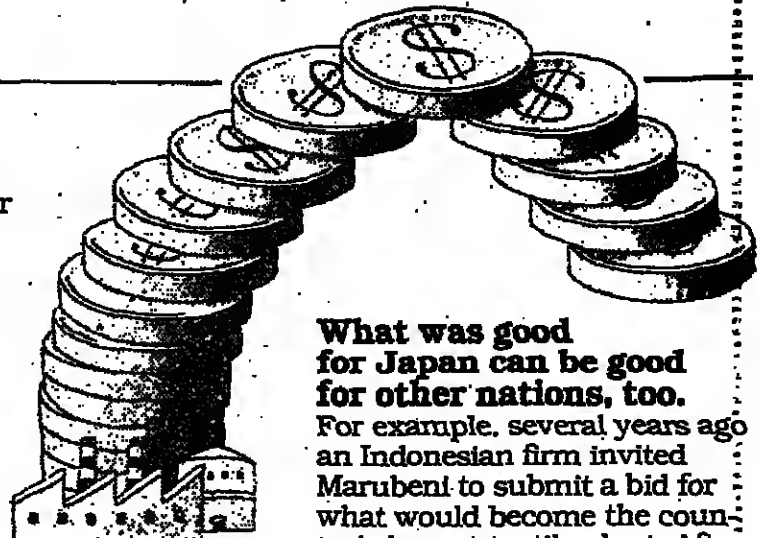 r
$
$
$
$
$
$
What was good
for Japan can be good
for other nations, too.
For example, several years ago
an Indonesian firm invited
Marubeni to submit a bid for
what would become the coun-